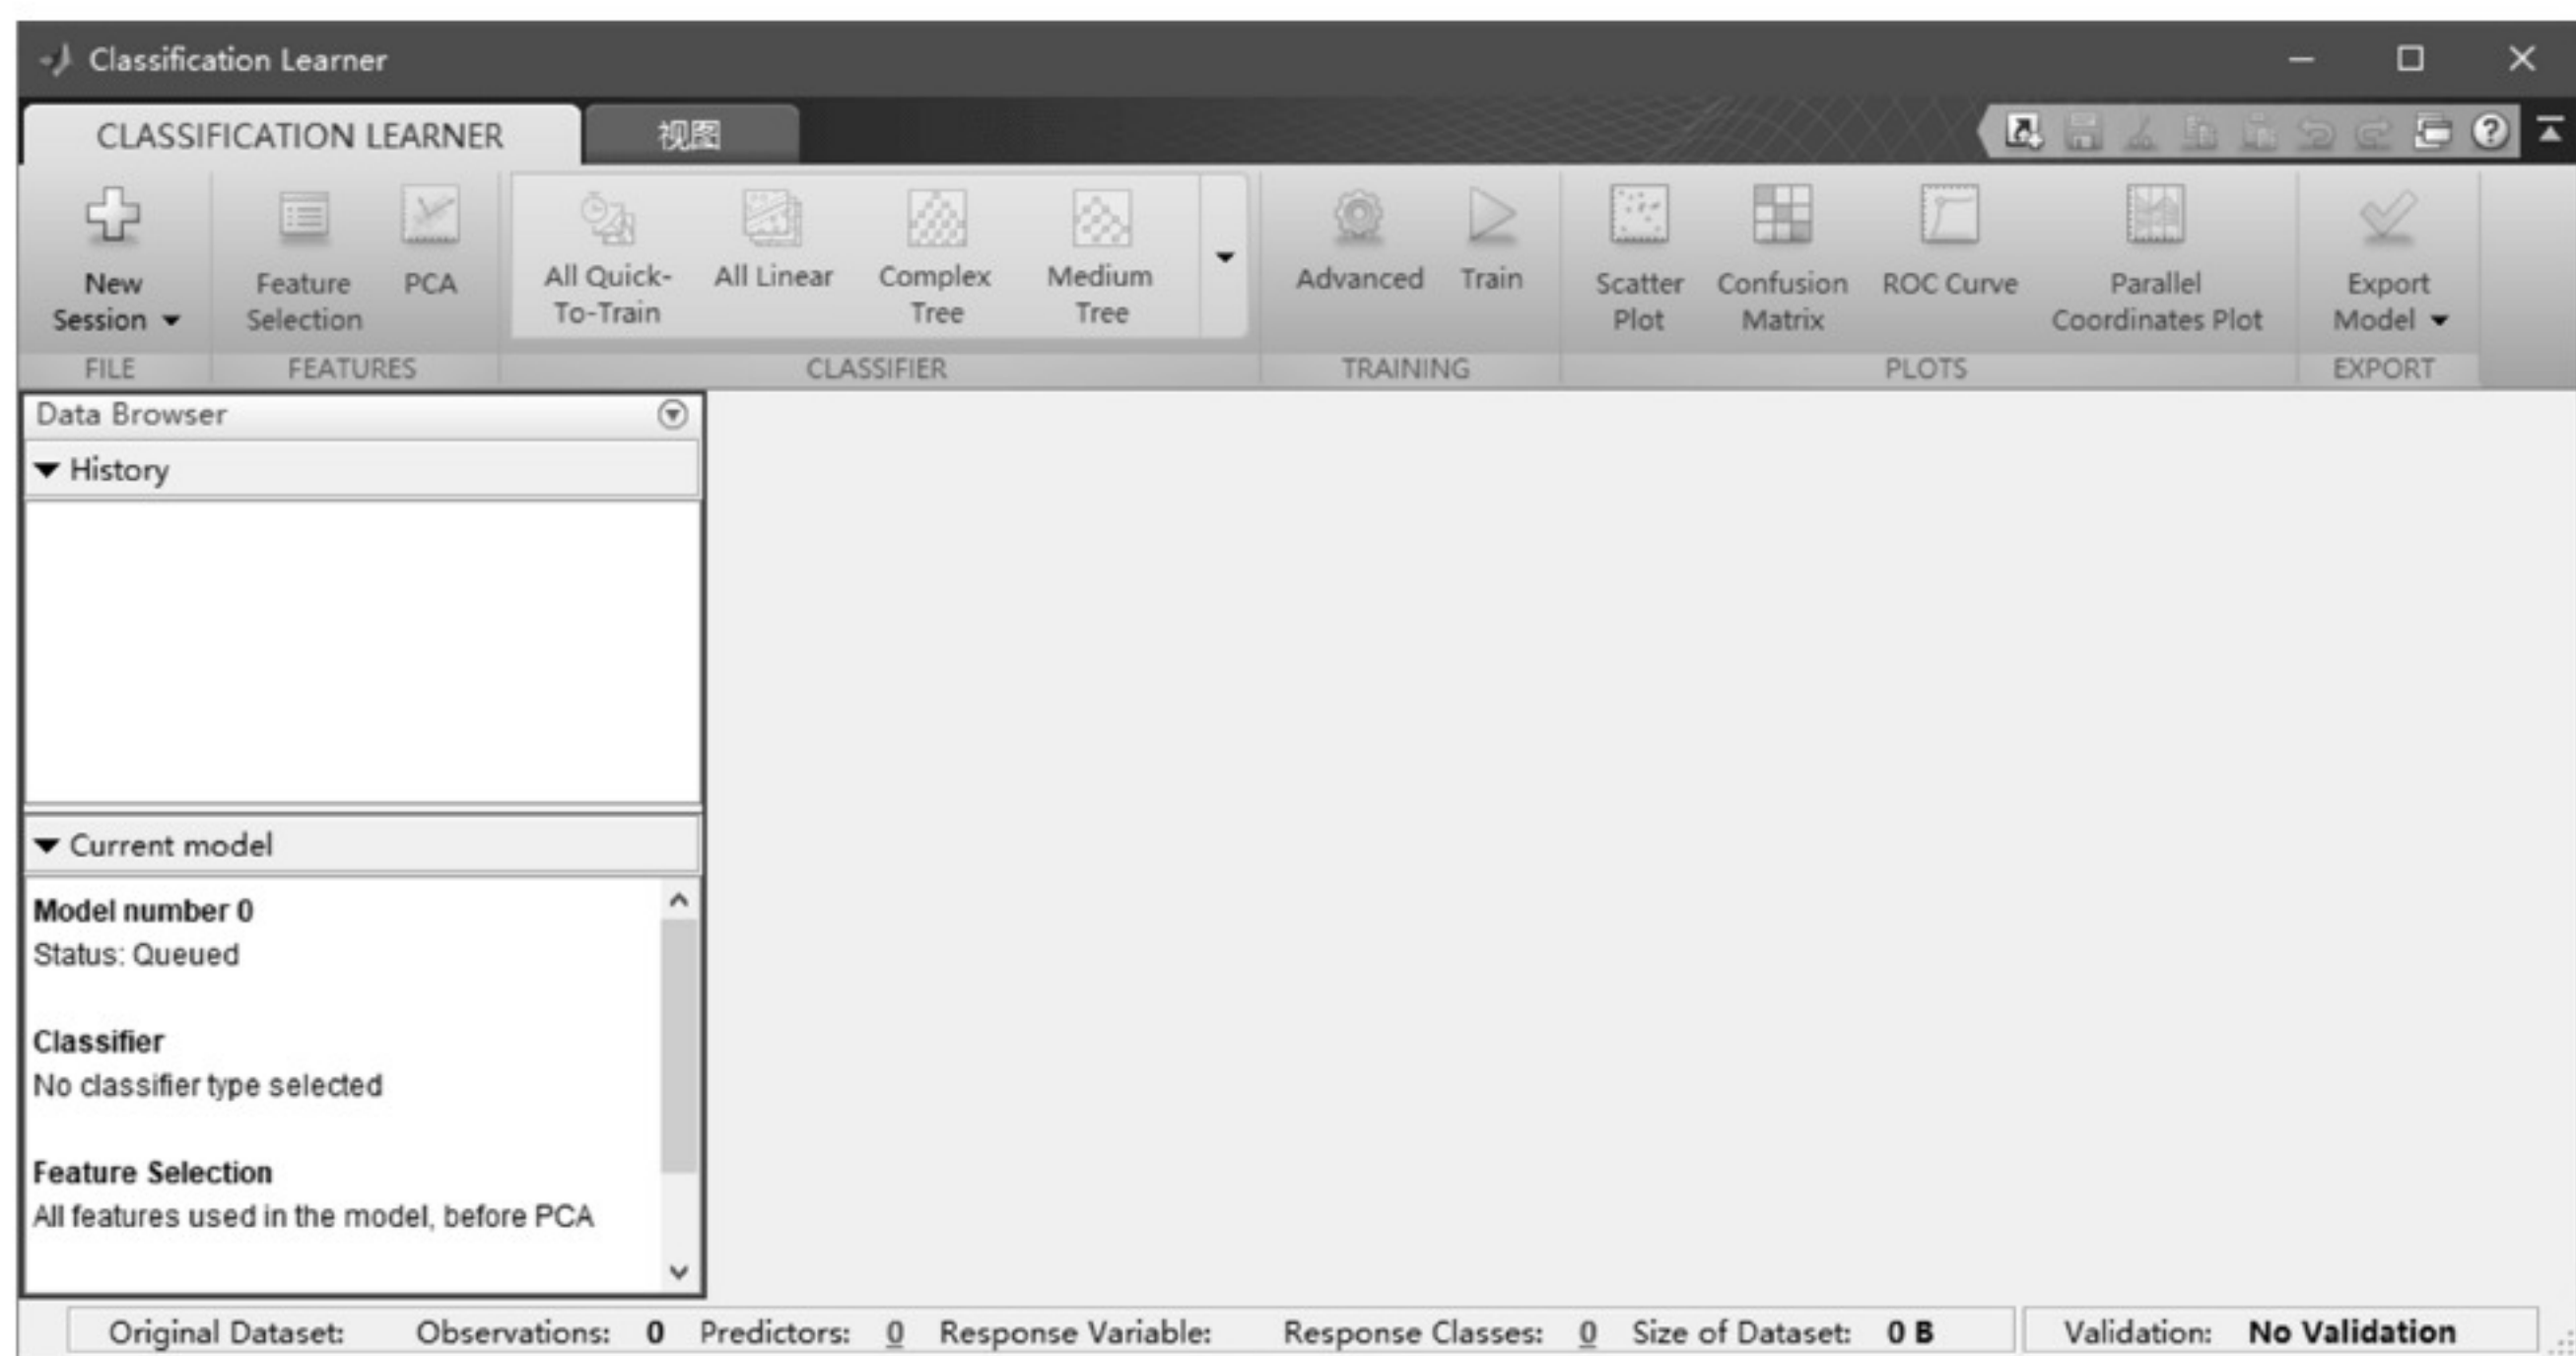 Classification Learner
CLASSIFICATION LEARNER 视图
New Session
Feature Selection
PCA
All Quick-To-Train
All Linear
Complex Tree
Medium Tree
Advanced
Train
Scatter Plot
Confusion Matrix
ROC Curve
Parallel Coordinates Plot
Export Model
FILE FEATURES CLASSIFIER TRAINING PLOTS EXPORT
Data Browser
History
Current model
Model number 0
Status: Queued
Classifier
No classifier type selected
Feature Selection
All features used in the model, before PCA
Original Dataset: Observations: 0 Predictors: 0 Response Variable: Response Classes: 0 Size of Dataset: 0 B Validation: No Validation